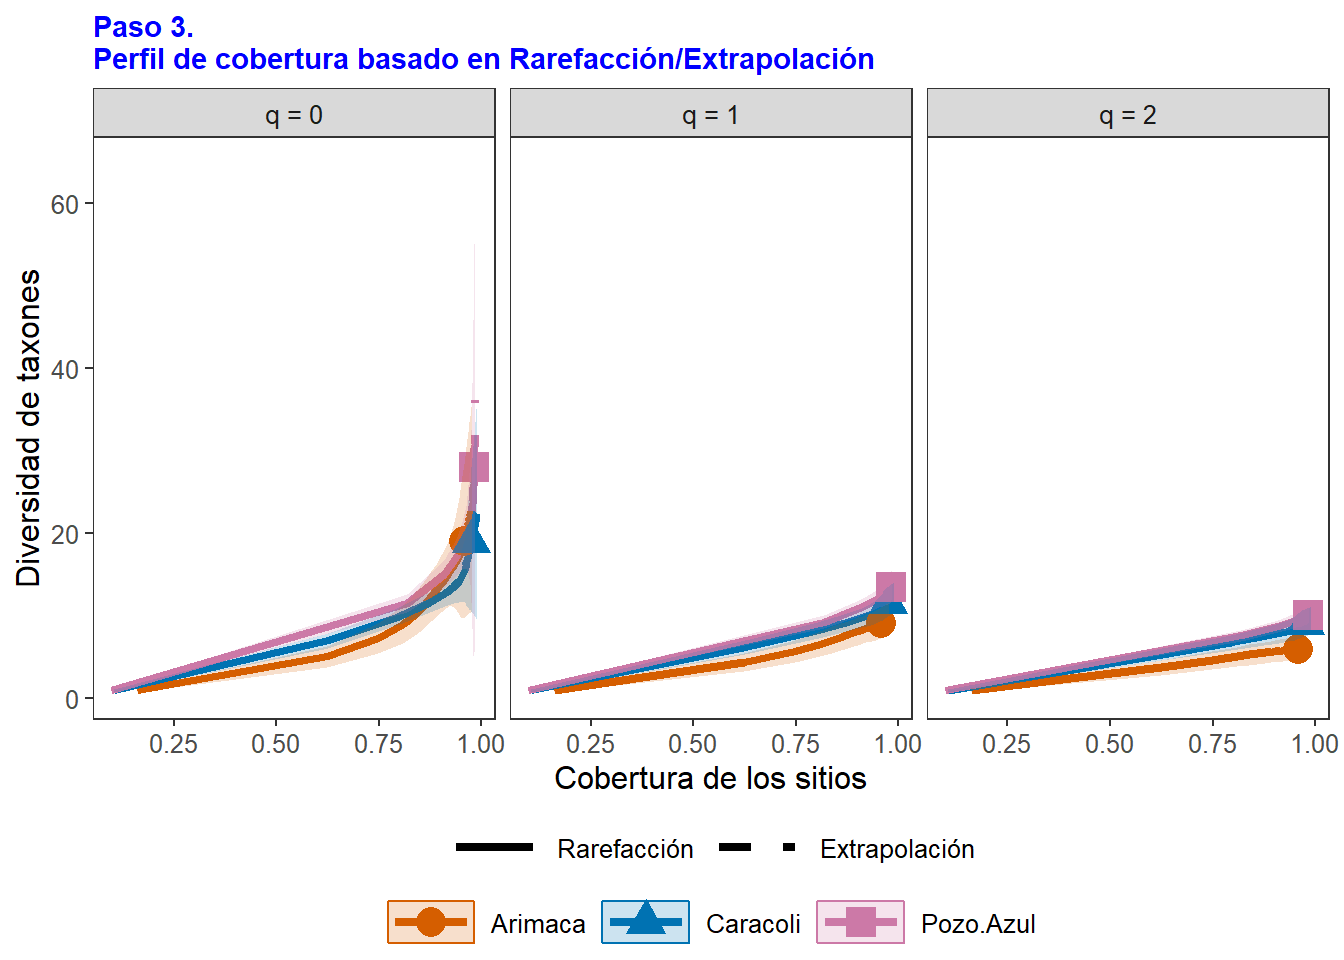 Paso 3.
Perfil de cobertura basado en Rarefacción/Extrapolación
q = 0
q = 1
q = 2
Diversidad de taxones
60
40
20
0
0.25 0.50 0.75 1.00
0.25 0.50 0.75 1.00
0.25 0.50 0.75 1.00
Cobertura de los sitios
Rarefacción Extrapolación
Arimaca Caracoli Pozo.Azul